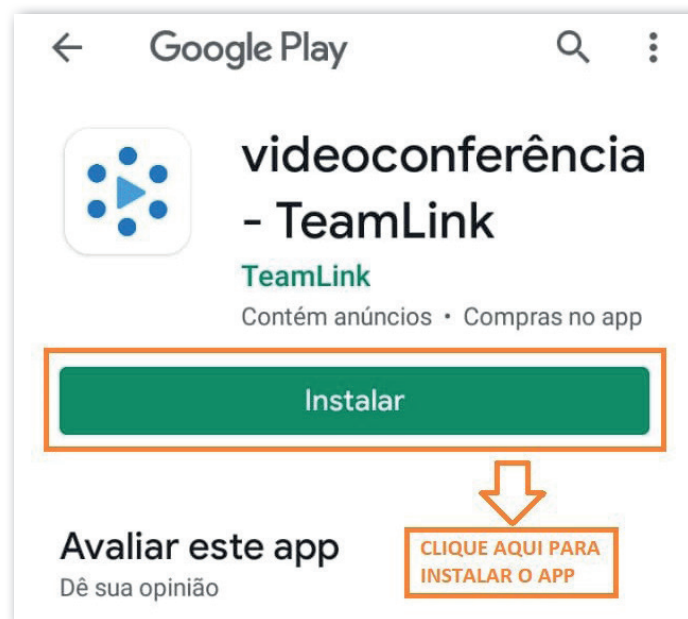 Google Play
videoconferência
- TeamLink
TeamLink
Contém anúncios • Compras no app
Instalar
Avaliar este app
Dê sua opinião
CLIQUE AQUI PARA
INSTALAR O APP